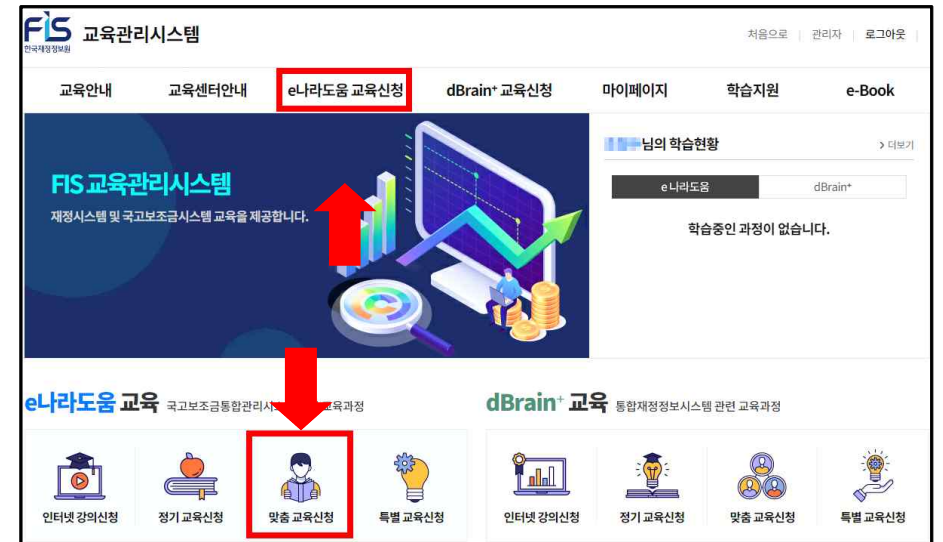 FIS 교육관리시스템
한국재정정보원
처음으로 | 관리자 | 로그아웃 |
교육안내 교육센터안내 e나라도움 교육신청 dBrain⁺ 교육신청 마이페이지 학습지원 e-Book
FIS 교육관리시스템
재정시스템 및 국고보조금시스템 교육을 제공합니다.
님의 학습현황 > 더보기
e나라도움 dBrain⁺
학습중인 과정이 없습니다.
e나라도움 교육 국고보조금통합관리시 교육과정
dBrain⁺ 교육 통합재정정보시스템 관련 교육과정
인터넷 강의신청 정기 교육신청 맞춤 교육신청 특별 교육신청
인터넷 강의신청 정기 교육신청 맞춤 교육신청 특별 교육신청